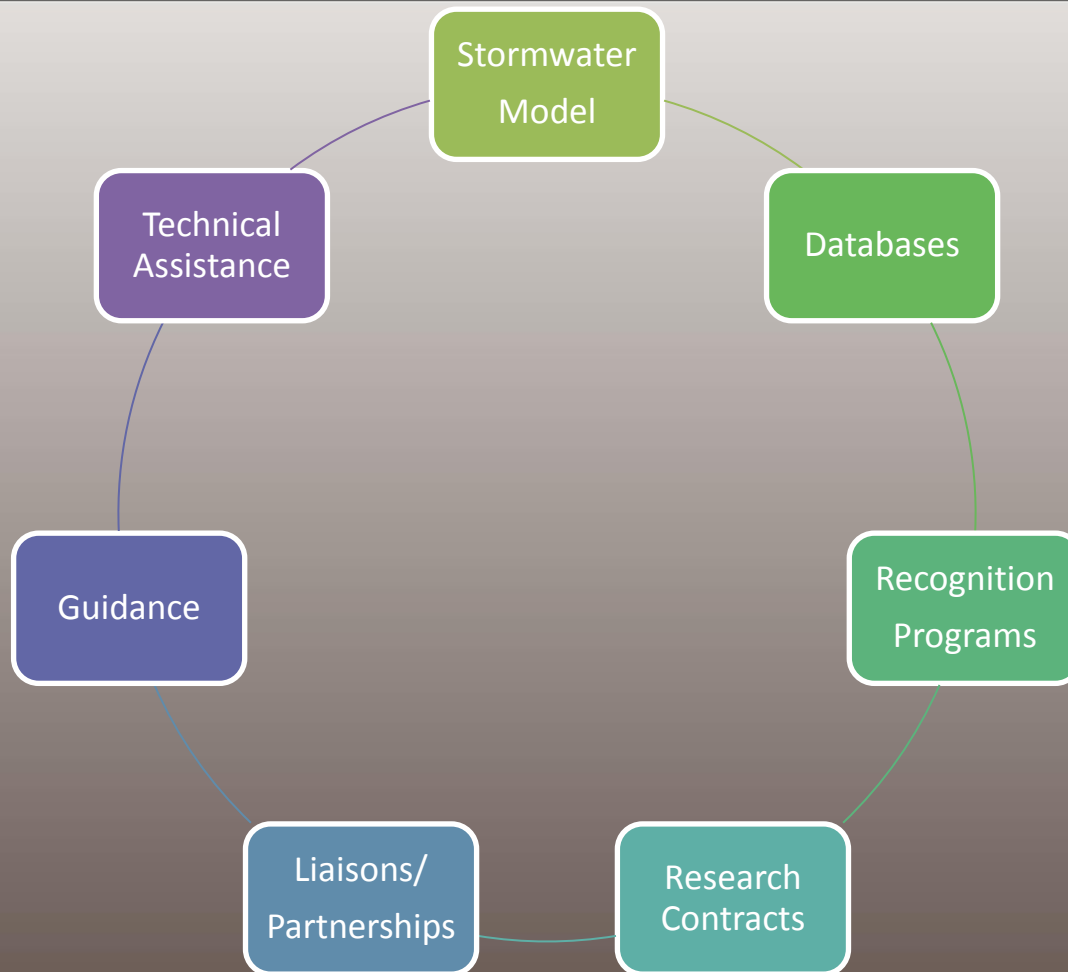 Stormwater
Model
Databases
Recognition
Programs
Research
Contracts
Liaisons/
Partnerships
Guidance
Technical
Assistance